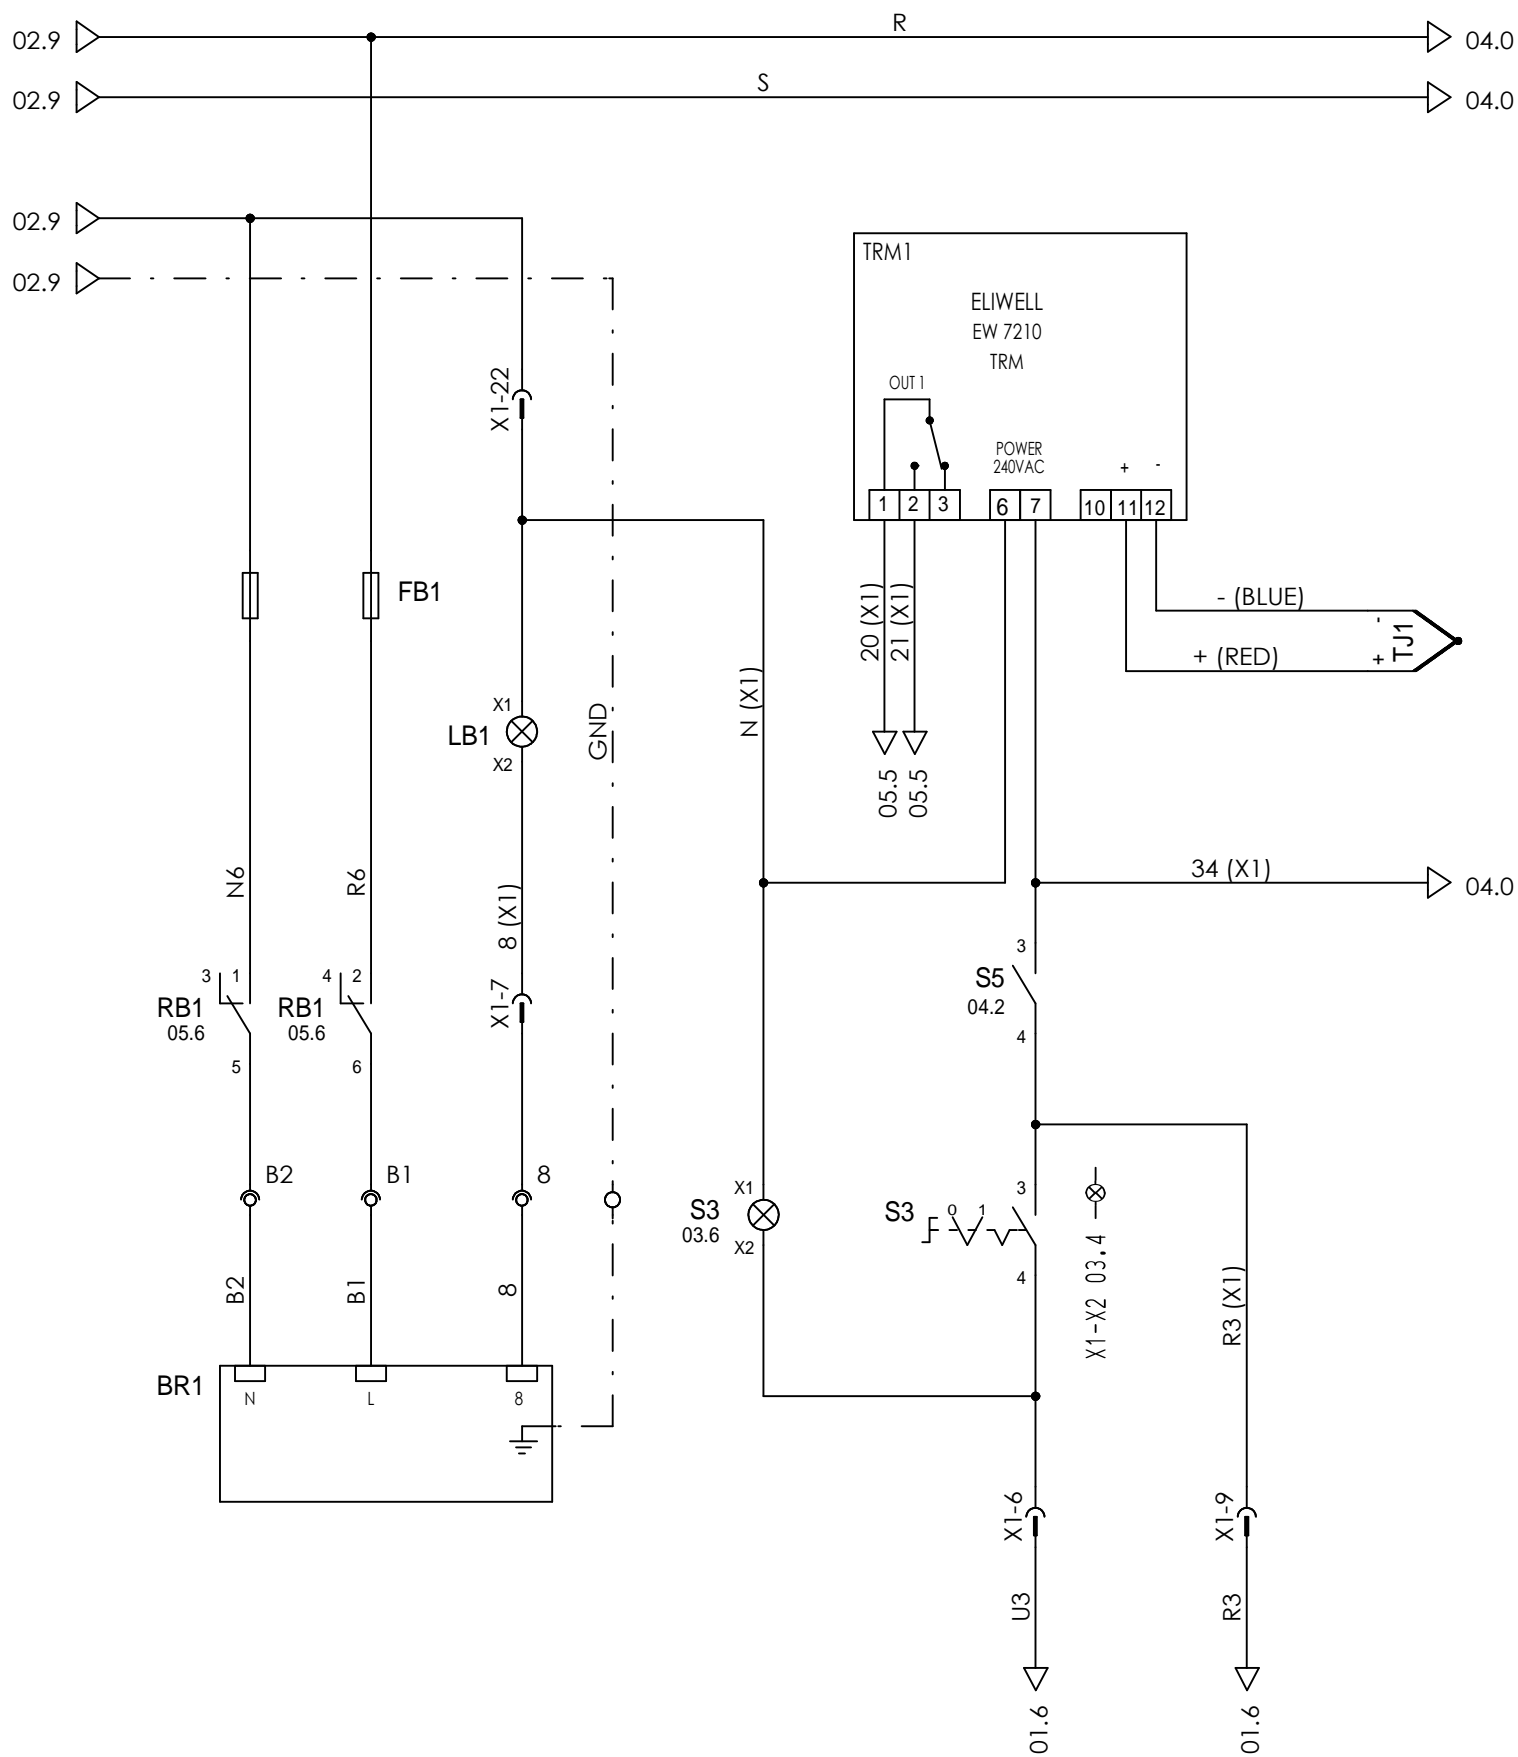 R
02.9
04.0
S
02.9
04.0
02.9
02.9
TRM1
ELIWELL
EW 7210
TRM
OUT 1
POWER
240VAC
+ -
1 2 3 6 7 10 11 12
X1-22
FB1
20 (X1)
21 (X1)
- (BLUE)
-
+ (RED)
+
TJ1
N (X1)
X1
LB1
X2
GND
05.5
05.5
N6
R6
8 (X1)
34 (X1)
04.0
3 1
RB1
05.6
5
4 2
RB1
05.6
6
X1-7
3
S5
04.2
4
B2
B1
8
X1
S3
03.6
X2
S3
0 1
3
4
X1-X2 03.4
R3 (X1)
B2
B1
8
BR1
N
L
8
X1-6
X1-9
U3
R3
01.6
01.6